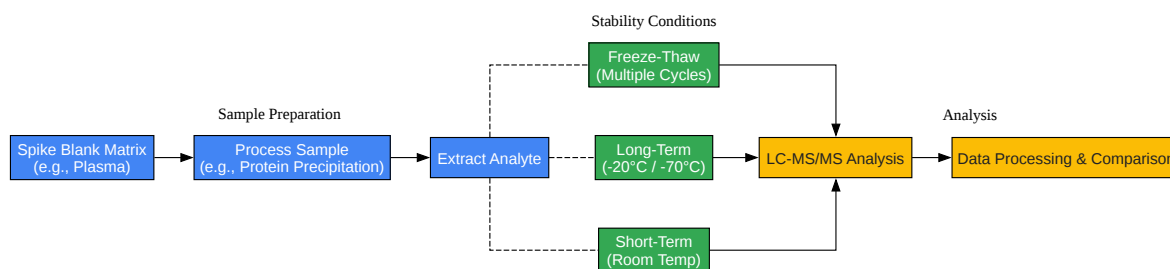 Stability Conditions
Freeze-Thaw
(Multiple Cycles)
Sample Preparation
Analysis
Spike Blank Matrix
(e.g., Plasma)
Process Sample
(e.g., Protein Precipitation)
Extract Analyte
Long-Term
(-20°C / -70°C)
LC-MS/MS Analysis
Data Processing & Comparison
Short-Term
(Room Temp)